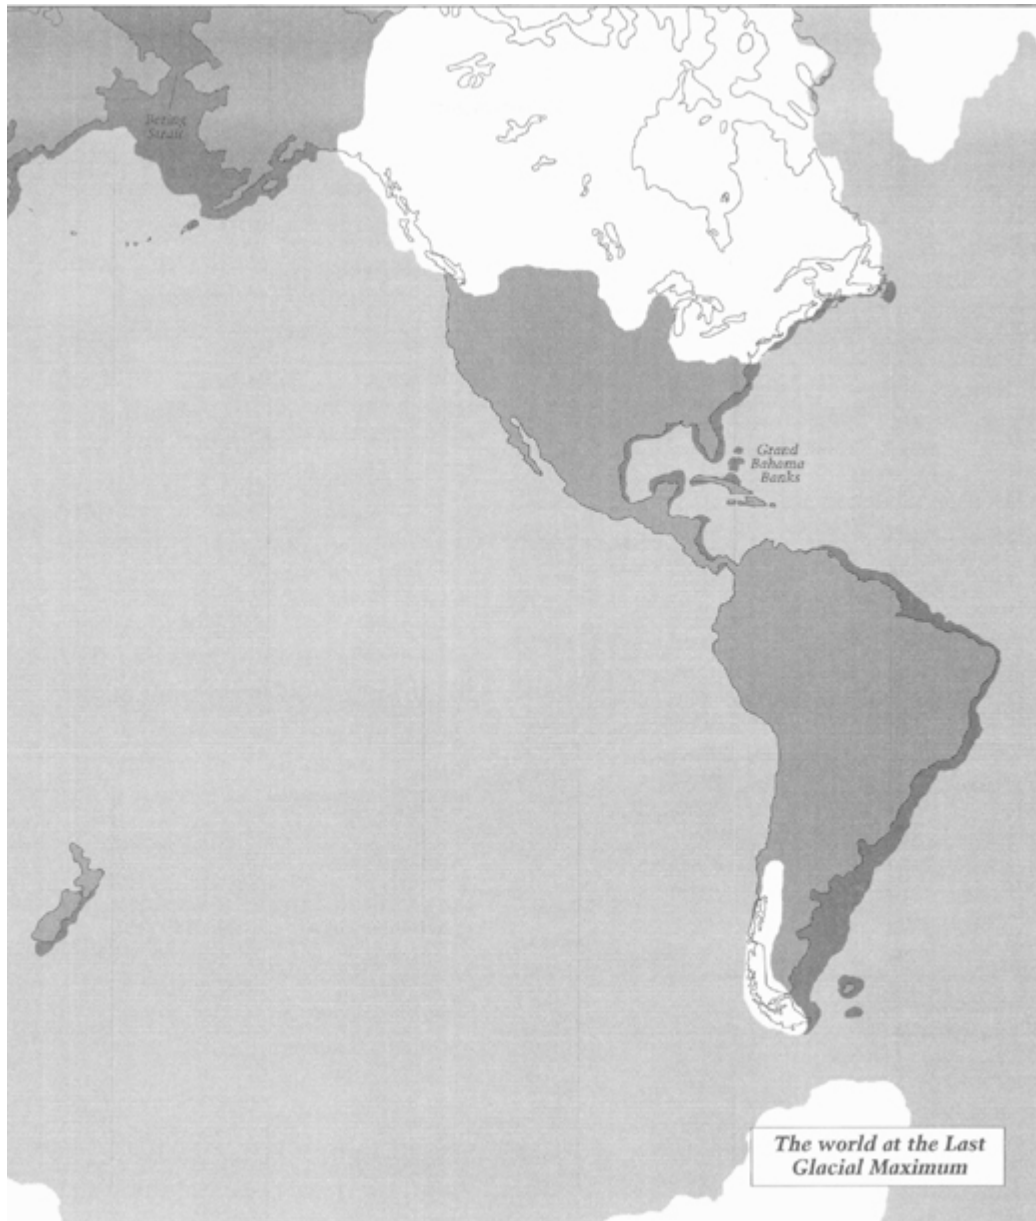 Bering
Strait
Grand
Bahama
Banks
The world at the Last
Glacial Maximum